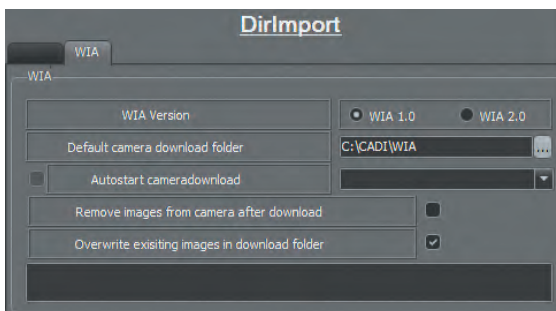 DirImport
WIA
WIA
WIA Version
WIA 1.0
WIA 2.0
Default camera download folder
C:\CADI\WIA
...
Autostart cameradownload
Remove images from camera after download
Overwrite exisiting images in download folder